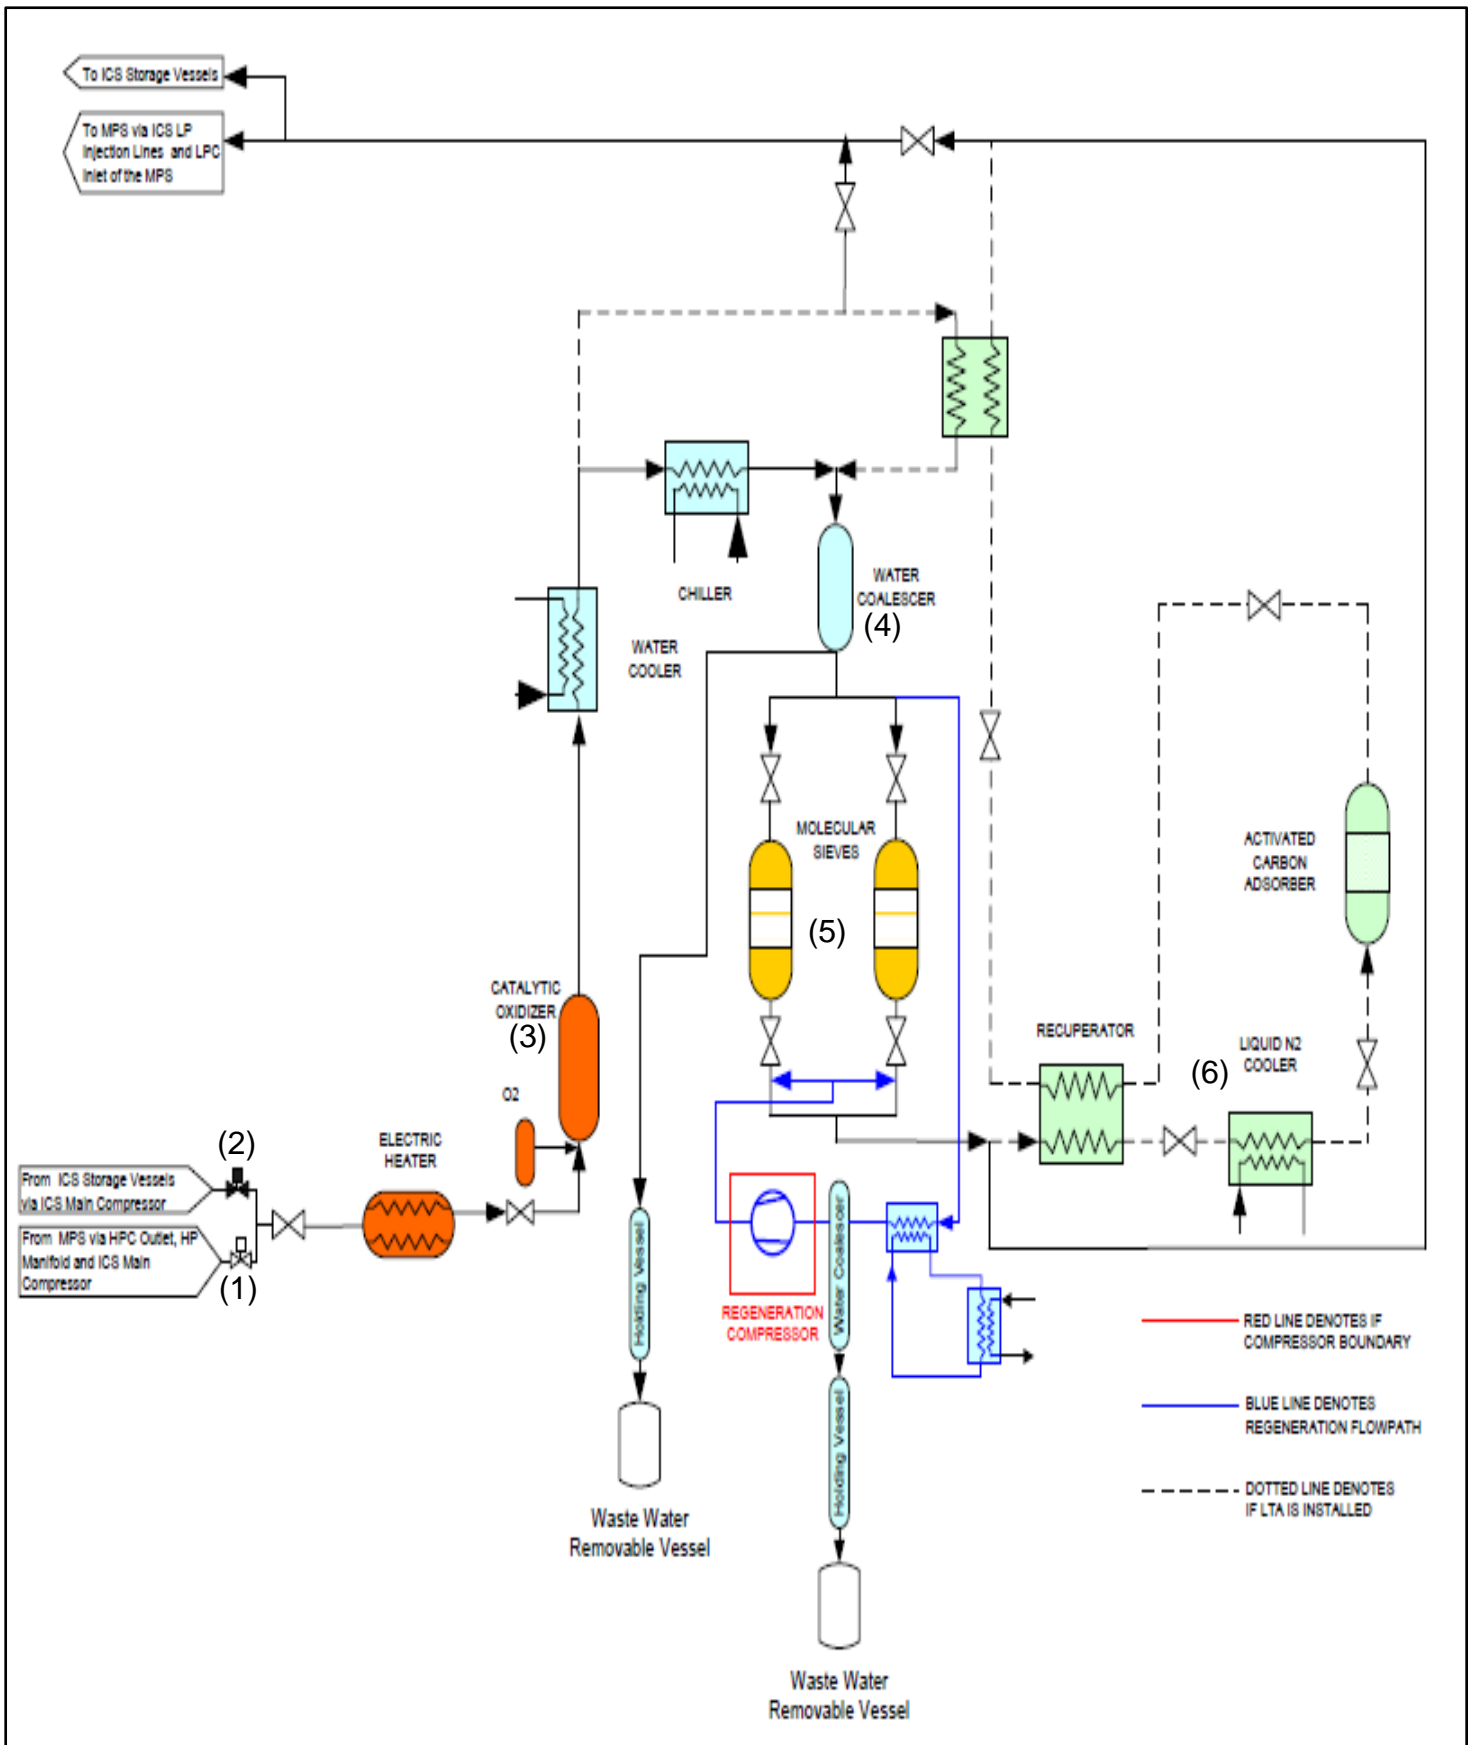 To ICS Storage Vessels
To MPS via ICS LP
Injection Lines and LPC
Inlet of the MPS
CHILLER
WATER
COALESCER
(4)
WATER
COOLER
MOLECULAR
SIEVES
(5)
ACTIVATED
CARBON
ADSORBER
CATALYTIC
OXIDIZER
(3)
O2
RECUPERATOR
LIQUID N2
COOLER
(6)
ELECTRIC
HEATER
(2)
From ICS Storage Vessels
via ICS Main Compressor
From MPS via HPC Outlet, HP
Manifold and ICS Main
Compressor
(1)
Holding Vessel
REGENERATION
COMPRESSOR
Water Coalescer
Holding Vessel
Waste Water
Removable Vessel
Waste Water
Removable Vessel
RED LINE DENOTES IF
COMPRESSOR BOUNDARY
BLUE LINE DENOTES
REGENERATION FLOWPATH
DOTTED LINE DENOTES
IF LTA IS INSTALLED